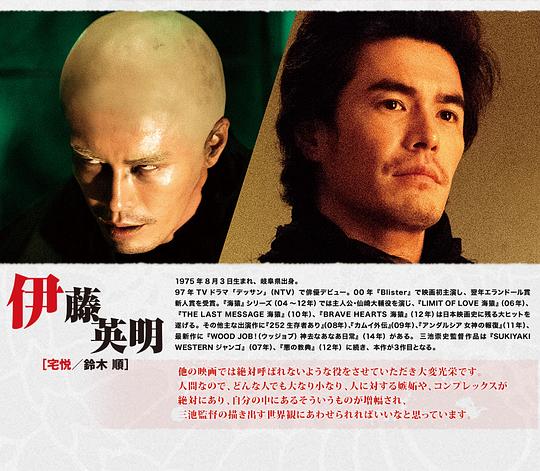 伊藤英明
[宅悦/鈴木 順]
1975年8月3日生まれ、岐阜県出身。
97年TVドラマ『デッサン』(NTV)で俳優デビュー。00年『Blister』で映画初主演し、翌年エランドール賞
新人賞を受賞。『海猿』シリーズ(04〜12年)では主人公・仙崎大輔役を演じ、『LIMIT OF LOVE 海猿』(06年)、
『THE LAST MESSAGE 海猿』(10年)、『BRAVE HEARTS 海猿』(12年)は日本映画史に残る大ヒットを
遂げる。その他主な出演作に『252 生存者あり』(08年)、『カムイ外伝』(09年)、『アンダルシア 女神の報復』(11年)、
最新作に『WOOD JOB!(ウッジョブ) 神去なあなあ日常』(14年)がある。三池崇史監督作品は『SUKIYAKI
WESTERN ジャンゴ』(07年)、『悪の教典』(12年)に続き、本作が3作目となる。
他の映画では絶対呼ばれないような役をさせていただき大変光栄です。
人間なので、どんな人でも大なり小なり、人に対する嫉妬や、コンプレックスが
絶対にあり、自分の中にあるそういうものが増幅され、
三池監督の描き出す世界観にあわせられればいいなと思っています。